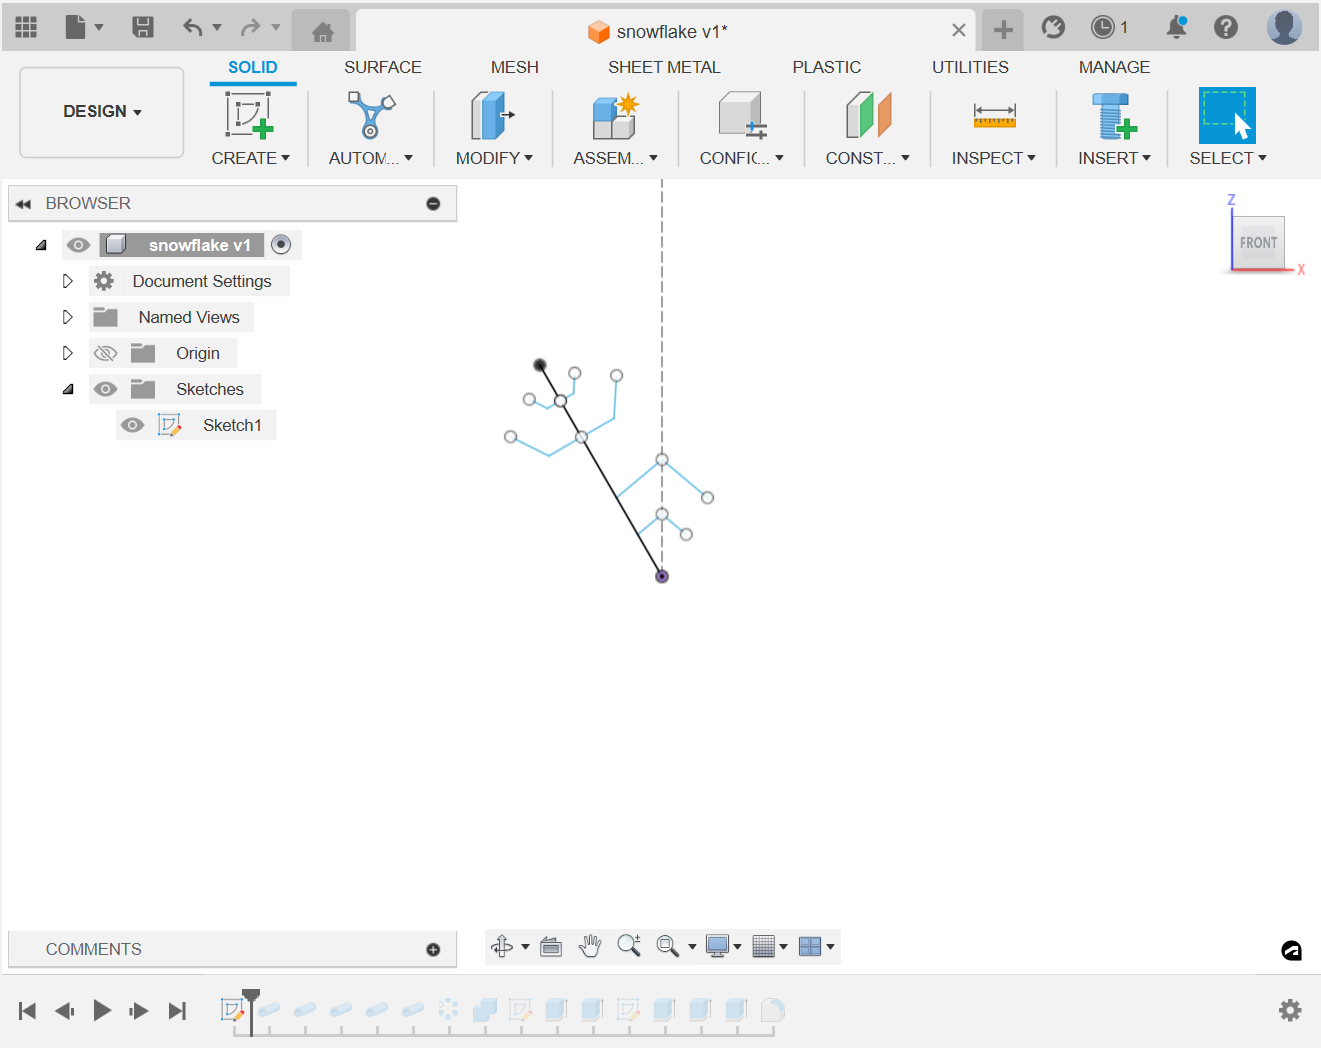 snowflake v1*
1
SOLID SURFACE MESH SHEET METAL PLASTIC UTILITIES MANAGE
DESIGN
CREATE AUTOM... MODIFY ASSEM... CONFIC... CONST... INSPECT INSERT SELECT
BROWSER
snowflake v1
Document Settings
Named Views
Origin
Sketches
Sketch1
Z
FRONT
X
COMMENTS